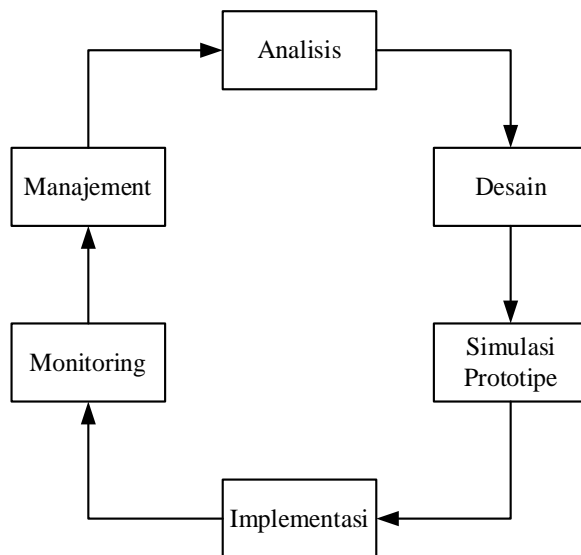 Analisis
Desain
Simulasi
Prototipe
Implementasi
Monitoring
Manajement